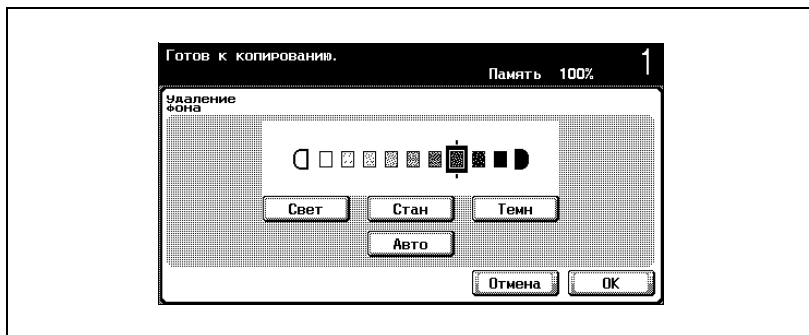 Готов к копированию.
Память 100% 1
Удаление
фона
Свет Стан Темн
Авто
Отмена OK